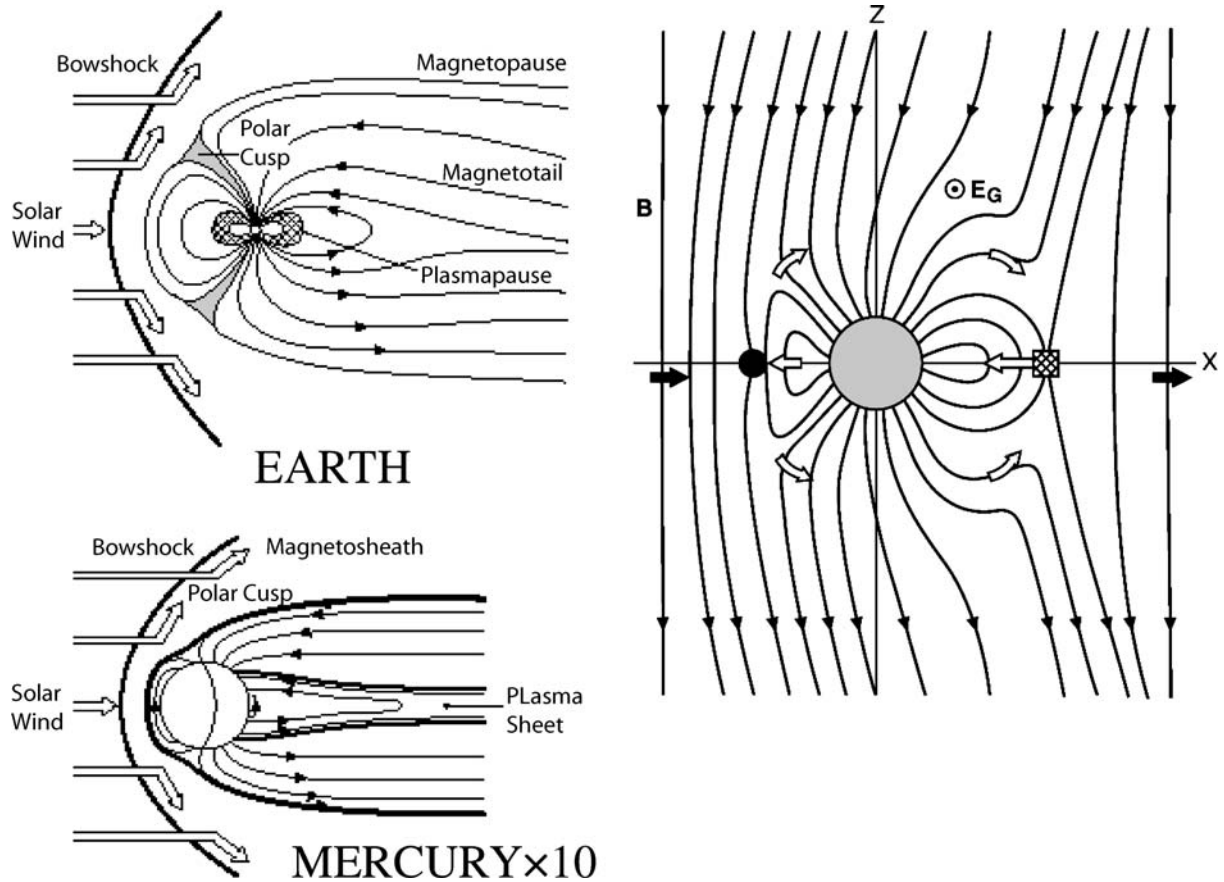 Bowshock
Magnetopause
Polar
Cusp
Magnetotail
Solar
Wind
Plasmapause
EARTH
Bowshock
Magnetosheath
Polar Cusp
Solar
Wind
PLasma
Sheet
MERCURY×10
Z
B
E_G
X